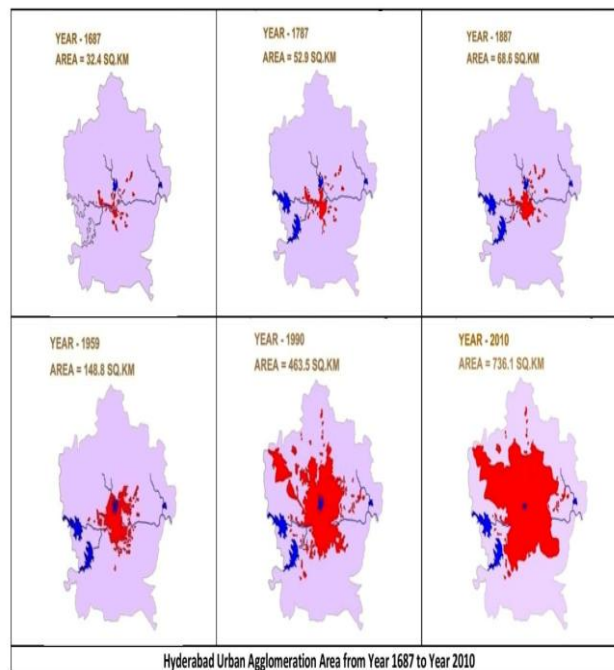 YEAR - 1687
AREA = 32.4 SQ.KM
YEAR - 1787
AREA = 52.9 SQ.KM
YEAR - 1887
AREA = 68.6 SQ.KM
YEAR - 1959
AREA = 148.8 SQ.KM
YEAR - 1990
AREA = 463.5 SQ.KM
YEAR - 2010
AREA = 736.1 SQ.KM
Hyderabad Urban Agglomeration Area from Year 1687 to Year 2010